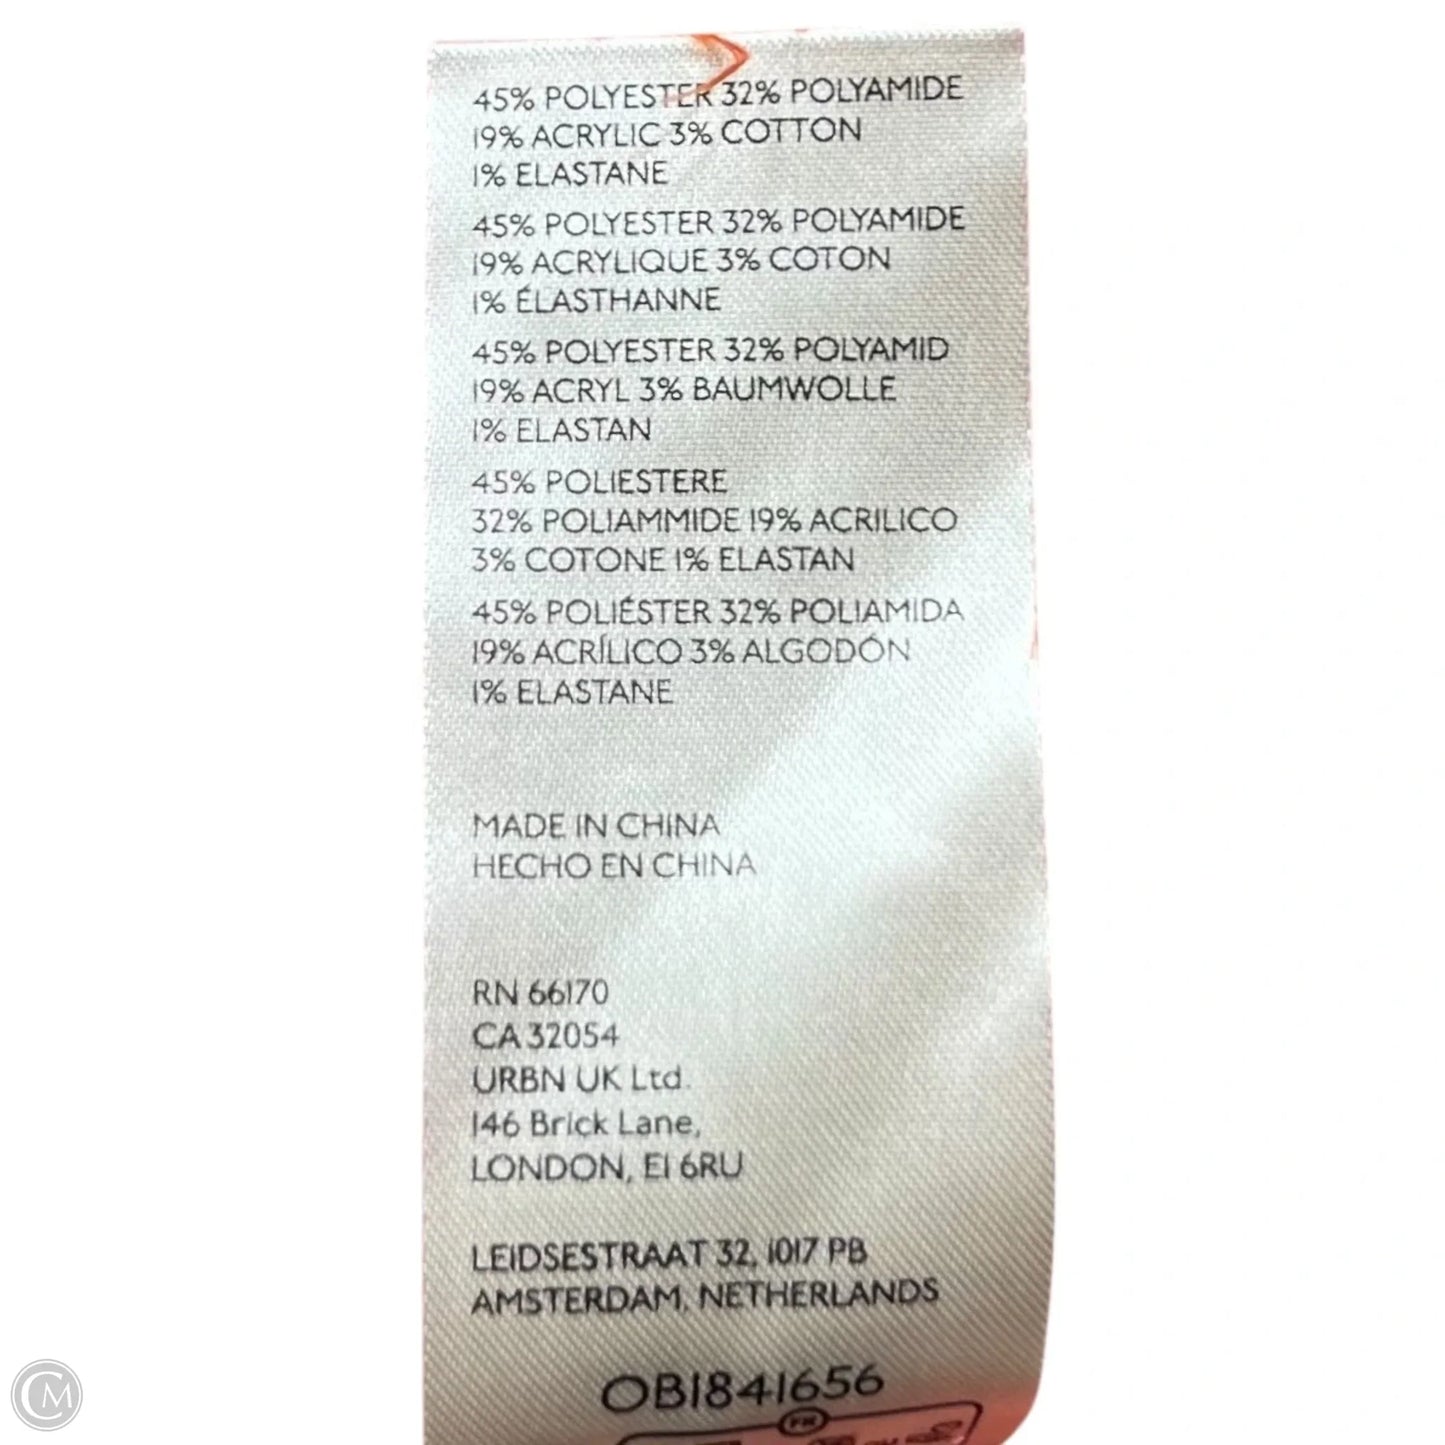 45% POLYESTER 32% POLYAMIDE
19% ACRYLIC 3% COTTON
1% ELASTANE
45% POLYESTER 32% POLYAMIDE
19% ACRYLIQUE 3% COTON
1% ÉLASTHANNE
45% POLYESTER 32% POLYAMID
19% ACRYL 3% BAUMWOLLE
1% ELASTAN
45% POLIESTERE
32% POLIAMMIDE 19% ACRILICO
3% COTONE 1% ELASTAN
45% POLIÉSTER 32% POLIAMIDA
19% ACRÍLICO 3% ALGODÓN
1% ELASTANE
MADE IN CHINA
HECHO EN CHINA
RN 66170
CA 32054
URBN UK Ltd.
146 Brick Lane,
LONDON, E1 6RU
LEIDSESTRAAT 32, 1017 PB
AMSTERDAM, NETHERLANDS
OB1841656
FR
CM